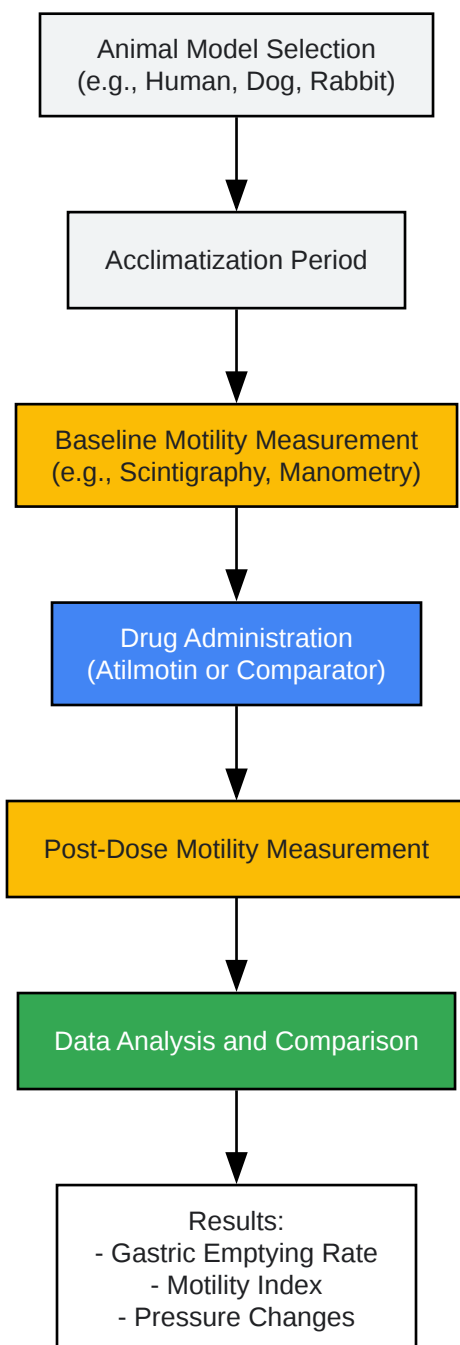 Animal Model Selection
(e.g., Human, Dog, Rabbit)
Acclimatization Period
Baseline Motility Measurement
(e.g., Scintigraphy, Manometry)
Drug Administration
(Atilmotin or Comparator)
Post-Dose Motility Measurement
Data Analysis and Comparison
Results:
- Gastric Emptying Rate
- Motility Index
- Pressure Changes